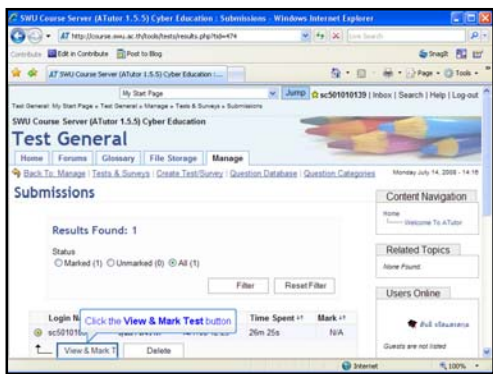 SWU Course Server (ATutor 1.5.5) Cyber Education : Submissions - Windows Internet Explorer
http://course.swu.ac.th/tools/tests/results.php?tid=474
Live Search
Contribute Edit in Contribute Post to Blog SnagIt
SWU Course Server (ATutor 1.5.5) Cyber Education : ... Page Tools
My Start Page Jump sc501010139 | Inbox | Search | Help | Log-out
Test General: My Start Page » Test General » Manage » Tests & Surveys » Submissions
SWU Course Server (ATutor 1.5.5) Cyber Education
Test General
Home Forums Glossary File Storage Manage
Back To: Manage | Tests & Surveys | Create Test/Survey | Question Database | Question Categories Monday July 14, 2008 - 14:16
Submissions
Content Navigation
Home
Welcome To ATutor
Results Found: 1
Status
Marked (1) Unmarked (0) All (1)
Filter Reset Filter
Related Topics
None Found.
Users Online
Guests are not listed
Login N Time Spent Mark
Click the View & Mark Test button
26m 25s N/A
View & Mark T Delete
Internet 100%